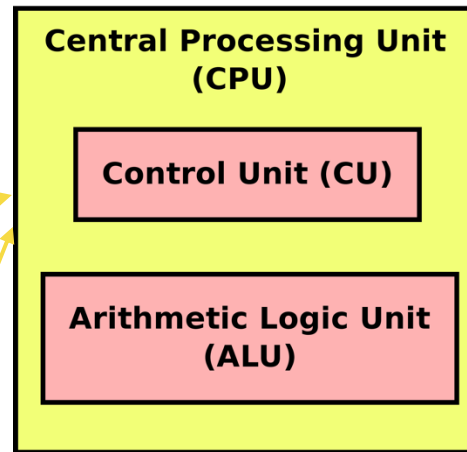 Central Processing Unit
(CPU)
Control Unit (CU)
Arithmetic Logic Unit
(ALU)